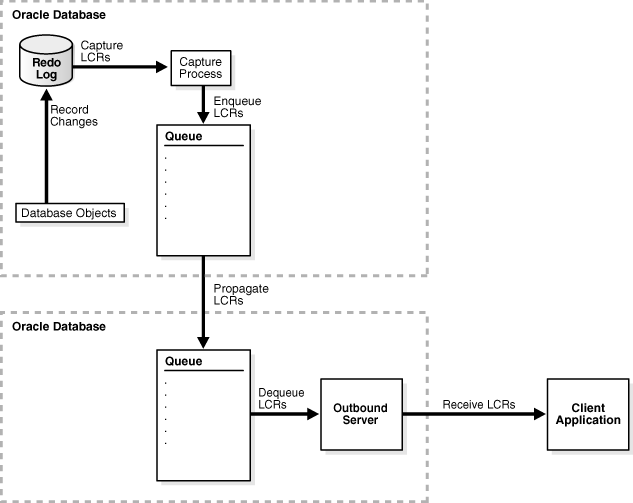 Oracle Database
Capture
LCRs
Redo
Log
Capture
Process
Record
Changes
Enqueue
LCRs
Queue
.
.
.
.
.
.
Database Objects
Propagate
LCRs
Oracle Database
Queue
.
.
.
.
.
.
Dequeue
LCRs
Outbound
Server
Receive LCRs
Client
Application